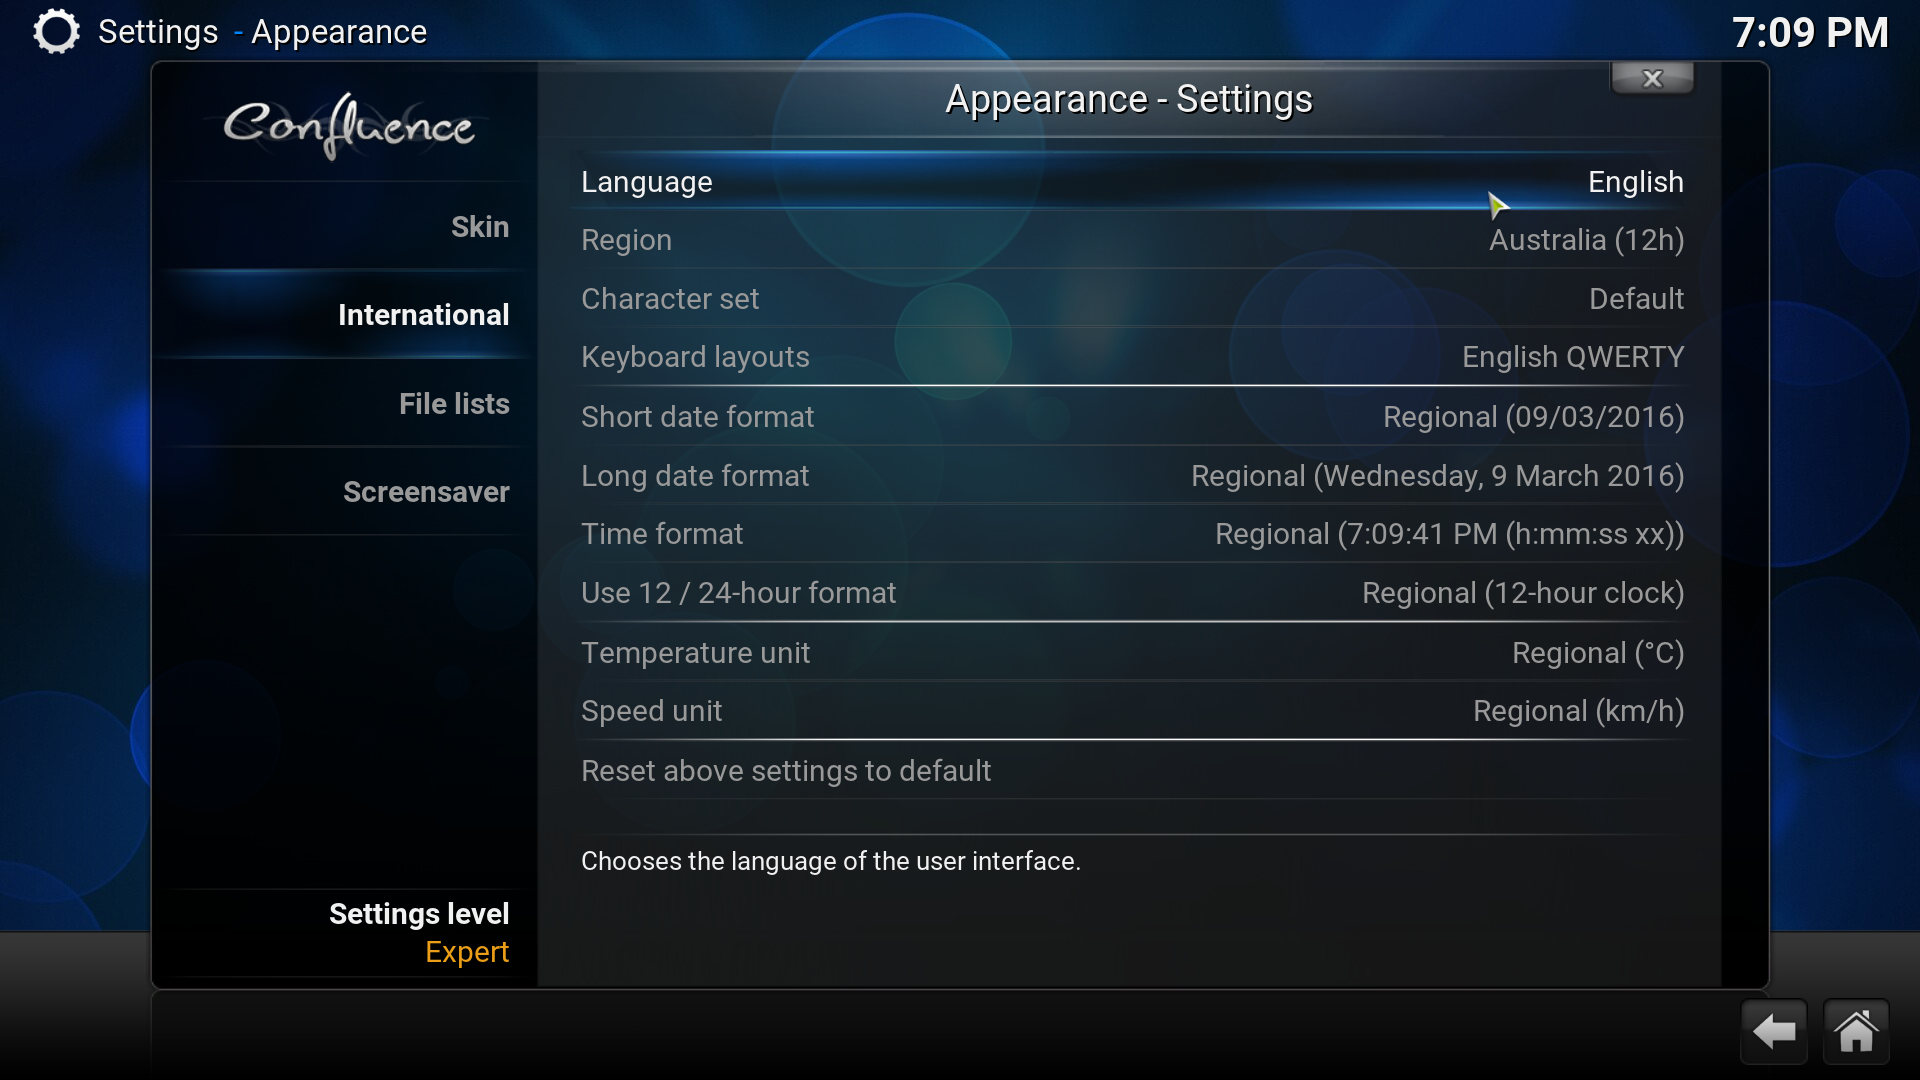 Settings - Appearance
7:09 PM
Confluence
Appearance - Settings
x
Skin
International
File lists
Screensaver
Language English
Region Australia (12h)
Character set Default
Keyboard layouts English QWERTY
Short date format Regional (09/03/2016)
Long date format Regional (Wednesday, 9 March 2016)
Time format Regional (7:09:41 PM (h:mm:ss xx))
Use 12 / 24-hour format Regional (12-hour clock)
Temperature unit Regional (°C)
Speed unit Regional (km/h)
Reset above settings to default
Chooses the language of the user interface.
Settings level
Expert